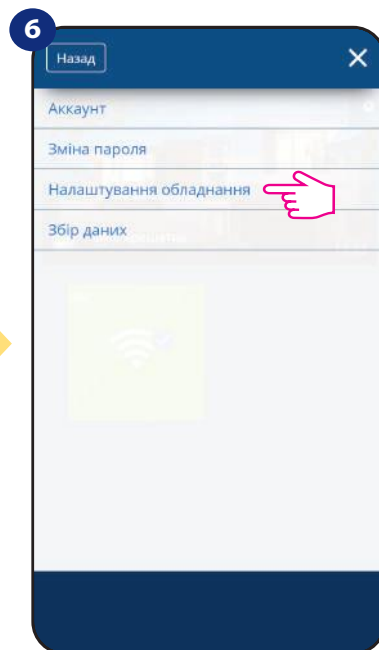 6
Назад
Аккаунт
Зміна пароля
Налаштування обладнання
Збір даних